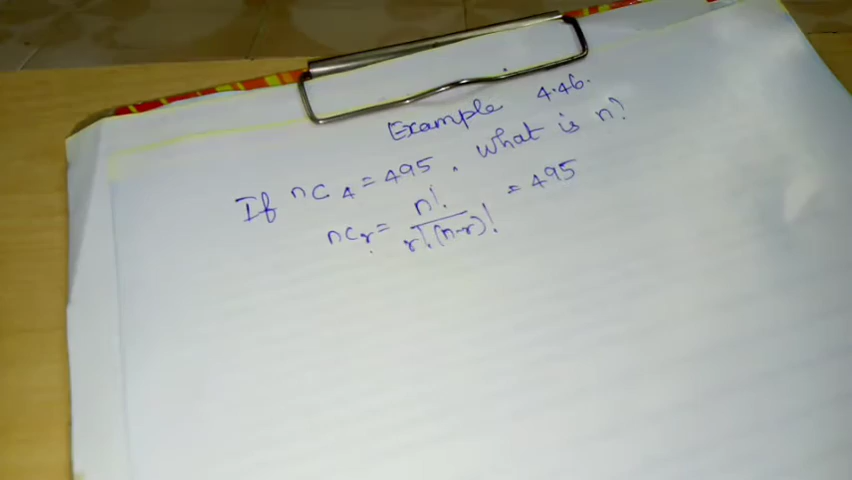 Example 4.46.
If nC4 = 495. What is n?
nCr = n!/r!(n-r)! = 495